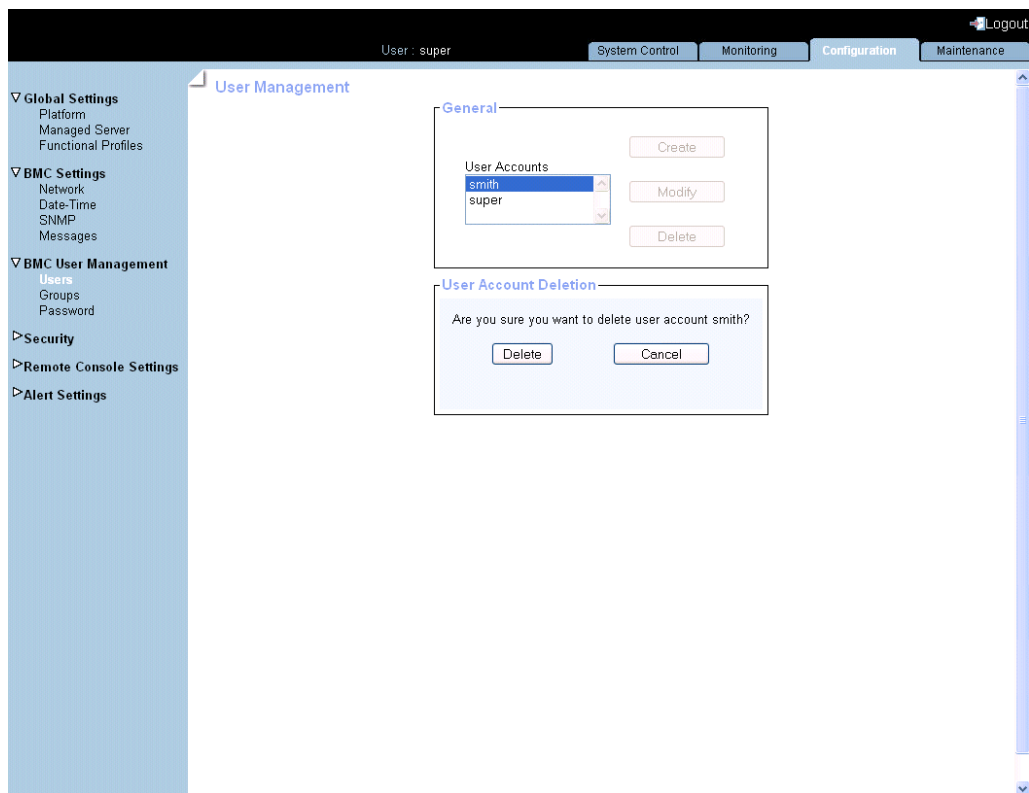 Logout
User : super
System Control
Monitoring
Configuration
Maintenance
Global Settings
Platform
Managed Server
Functional Profiles
BMC Settings
Network
Date-Time
SNMP
Messages
BMC User Management
Users
Groups
Password
Security
Remote Console Settings
Alert Settings
User Management
General
User Accounts
smith
super
Create
Modify
Delete
User Account Deletion
Are you sure you want to delete user account smith?
Delete
Cancel